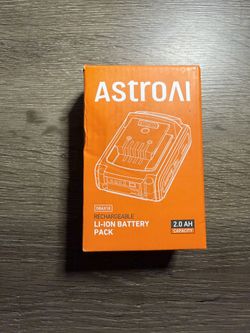 AstroAI
RECHARGEABLE
LI-ION BATTERY
PACK
2.0 AH
CAPACITY